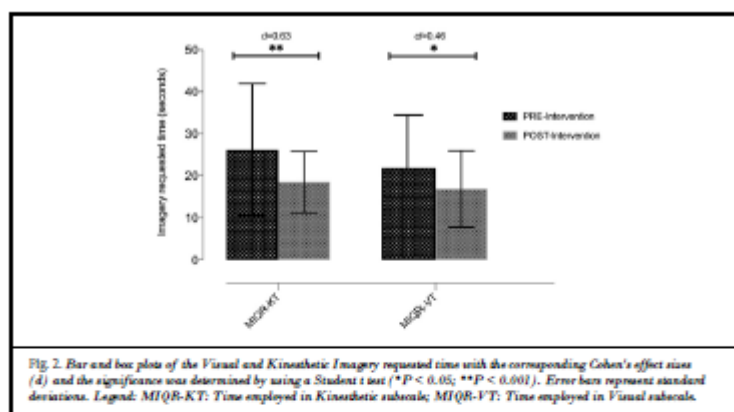 d=0.63
**
d=0.46
*
50
40
30
20
10
0
Imagery requested time (seconds)
PRE-Intervention
POST-Intervention
MIQR-KT
MIQR-VT
Fig. 2. Bar and box plots of the Visual and Kinesthetic Imagery requested time with the corresponding Cohen's effect sizes
(d) and the significance was determined by using a Student t test (*P < 0.05; **P < 0.001). Error bars represent standard
deviations. Legend: MIQR-KT: Time employed in Kinesthetic subscale; MIQR-VT: Time employed in Visual subscale.